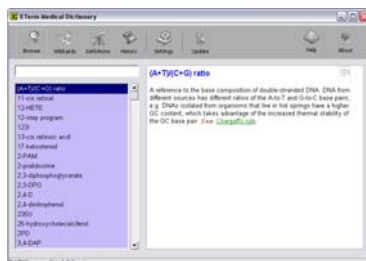 XTerm Medical Dictionary
Browse Wildcards Definitions History Settings Update Help About
(A+T)/(C+G) ratio
11-cis retinal
12-HETE
12-step program
123I
13-cis retinoic acid
17-ketosteroid
2-PAM
2-pralidoxime
2,3-diphosphoglycerate
2,3-DPG
2,4-D
2,4-dinitrophenol
235U
25-hydroxycholecalciferol
2PD
3,4-DAP
(A+T)/(C+G) ratio
A reference to the base composition of double-stranded DNA. DNA from
different sources has different ratios of the A-to-T and G-to-C base pairs,
e.g. DNAs isolated from organisms that live in hot springs have a higher
GC content, which takes advantage of the increased thermal stability of
the GC base pair. See: Chargaff's rule.